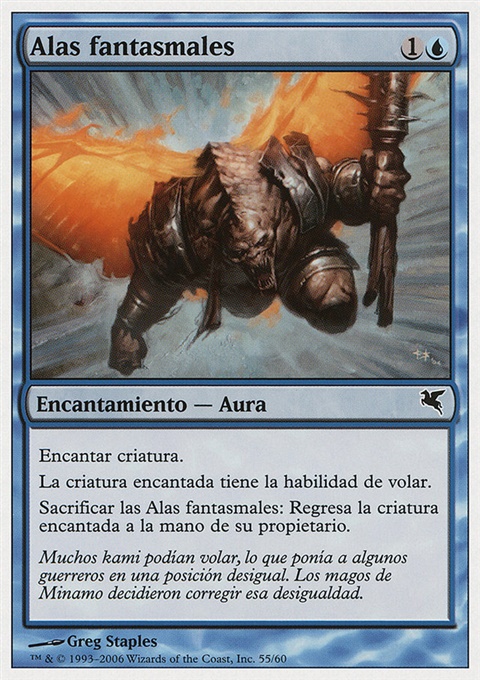 Alas fantasmales 1
Encantamiento — Aura
Encantar criatura.
La criatura encantada tiene la habilidad de volar.
Sacrificar las Alas fantasmales: Regresa la criatura
encantada a la mano de su propietario.
Muchos kami podían volar, lo que ponía a algunos
guerreros en una posición desigual. Los magos de
Minamo decidieron corregir esa desigualdad.
Greg Staples
™ & © 1993–2006 Wizards of the Coast, Inc. 55/60